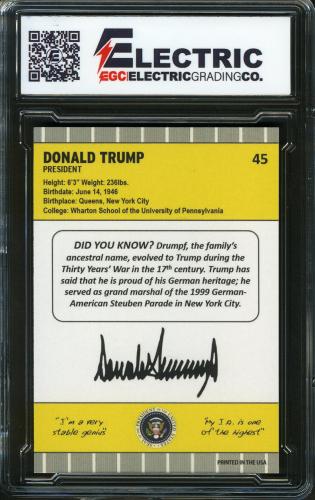 ELECTRIC
EGC|ELECTRICGRADINGCO.
DONALD TRUMP 45
PRESIDENT
Height: 6'3" Weight: 236lbs.
Birthdate: June 14, 1946
Birthplace: Queens, New York City
College: Wharton School of the University of Pennsylvania
DID YOU KNOW? Drumpf, the family's
ancestral name, evolved to Trump during the
Thirty Years' War in the 17th century. Trump has
said that he is proud of his German heritage; he
served as grand marshal of the 1999 German-
American Steuben Parade in New York City.
Donald Trump
"I'm a very
stable genius"
"My I.Q. is one
of the highest"
PRINTED IN THE USA